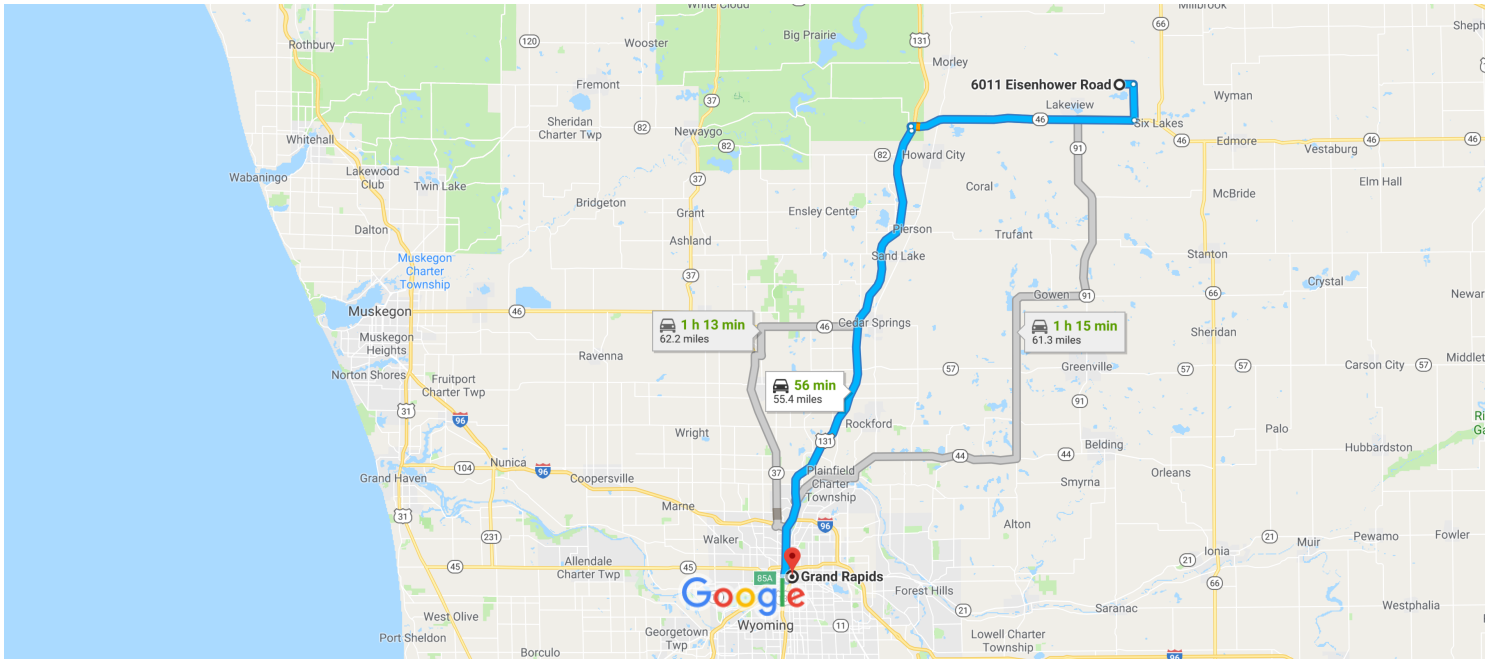 White Cloud
Millbrook
66
Rothbury
120
Wooster
Big Prairie
131
Morley
Fremont
37
6011 Eisenhower Road
Lakeview
Wyman
Sheridan
Charter Twp
82
Newaygo
82
46
Six Lakes
Whitehall
82
Howard City
91
46
Edmore
Vestaburg
46
46
Wabaningo
Lakewood
Club
Twin Lake
37
Coral
McBride
Elm Hall
Bridgeton
Grant
Ensley Center
Dalton
Ashland
Pierson
Trufant
Sand Lake
Stanton
Muskegon
Charter
Township
37
Crystal
Gowen
91
66
Muskegon
46
1 h 13 min
62.2 miles
46
Cedar Springs
1 h 15 min
61.3 miles
Sheridan
Muskegon
Heights
Ravenna
57
Greenville
57
57
Carson City
57
Norton Shores
Fruitport
Charter Twp
56 min
55.4 miles
31
96
91
Rockford
Wright
131
Palo
Belding
Hubbardston
104
Nunica
96
37
44
44
Grand Haven
Coopersville
Plainfield
Charter
Township
Smyrna
Orleans
Marne
31
96
Alton
231
Walker
21
Muir
Pewamo
Fowler
Allendale
Charter Twp
45
45
85A
Grand Rapids
Ionia
21
66
Google
Forest Hills
West Olive
21
Saranac
Westphalia
Port Sheldon
Georgetown
Twp
Wyoming
11
Lowell Charter
Township
Borculo
96